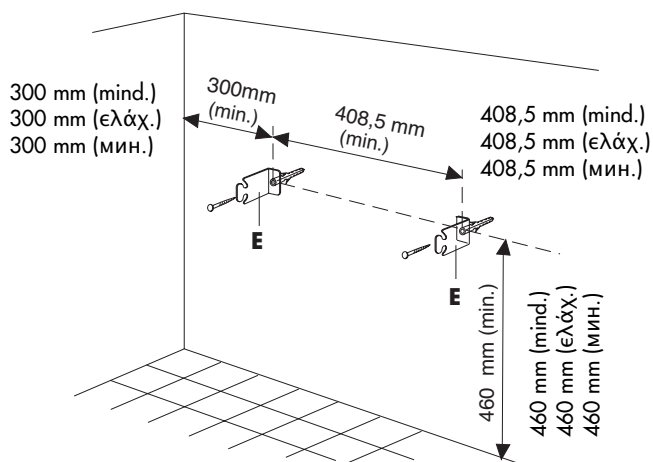 300 mm (mind.)
300 mm (ελάχ.)
300 mm (мин.)
300mm
(min.)
408,5 mm
(min.)
408,5 mm (mind.)
408,5 mm (ελάχ.)
408,5 mm (мин.)
E
E
460 mm (min.)
460 mm (mind.)
460 mm (ελάχ.)
460 mm (мин.)